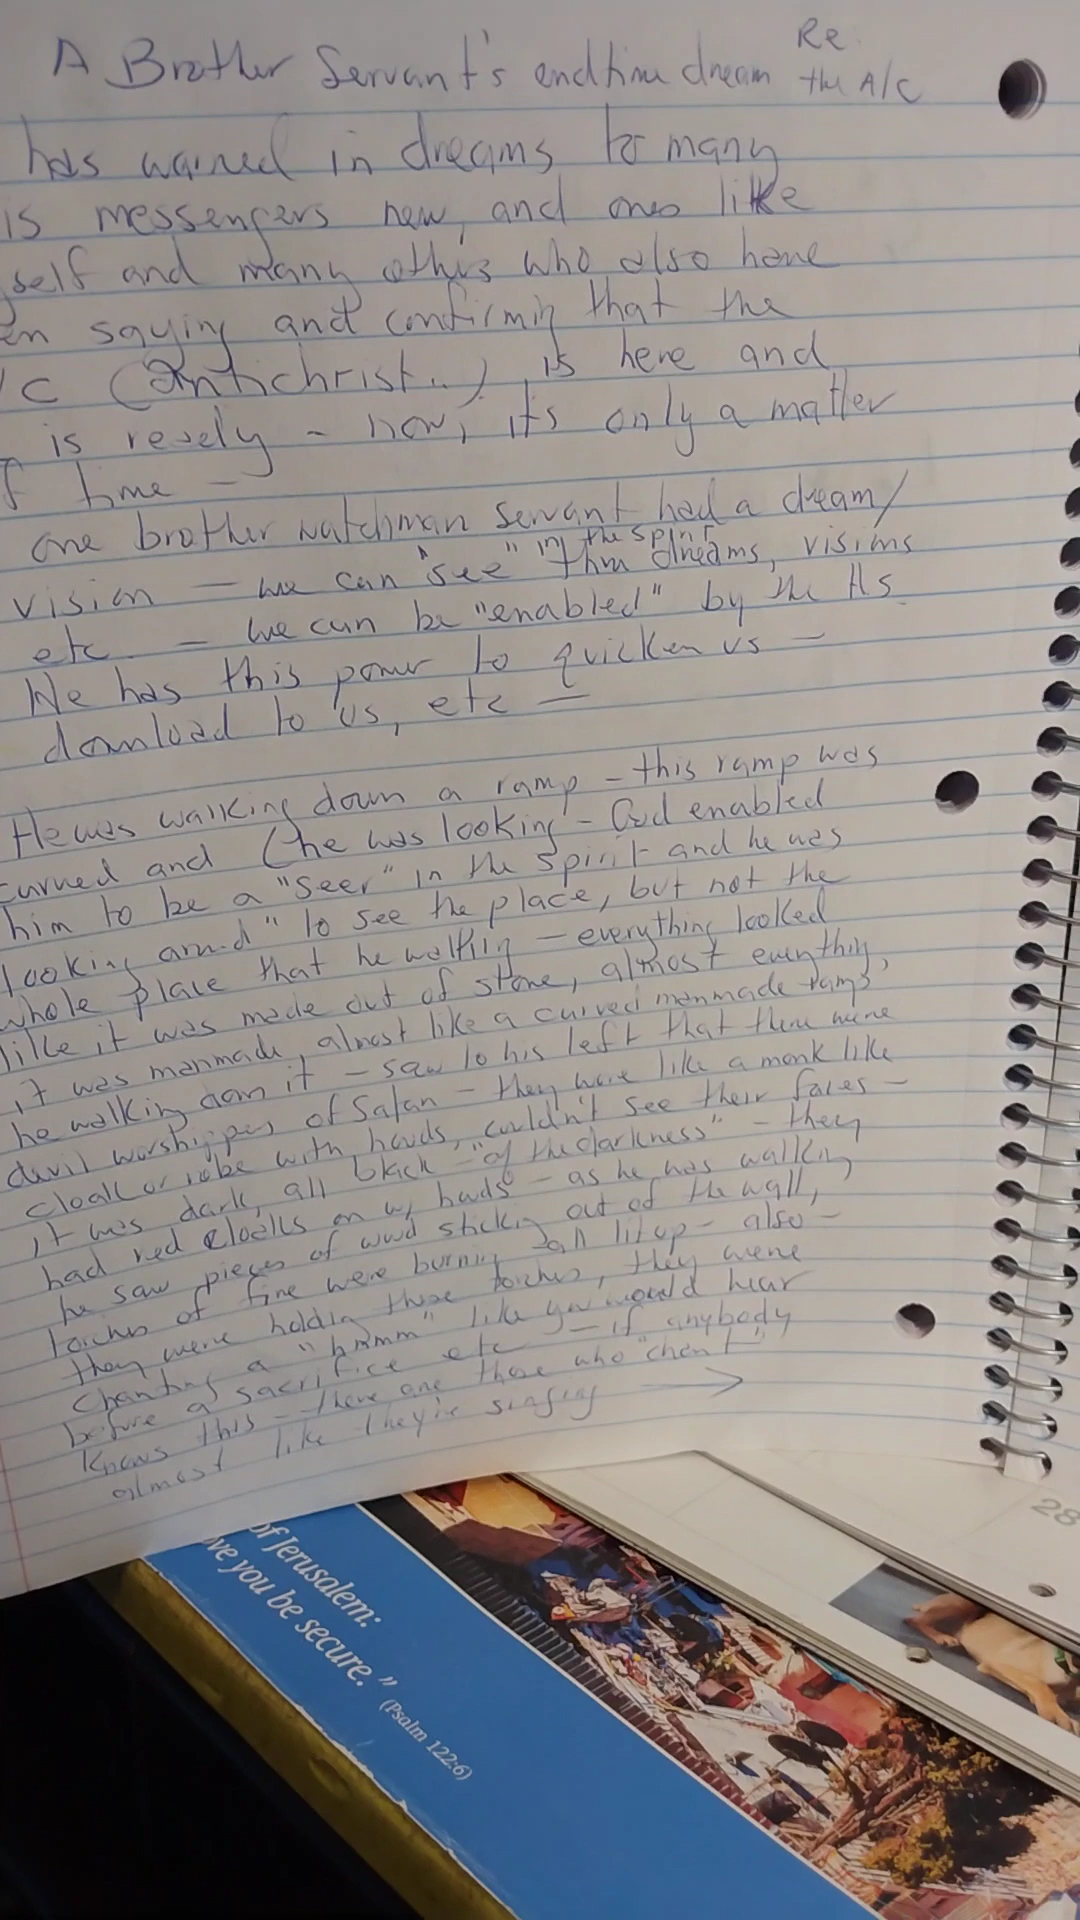 Re:
A Brother Servant's endtime dream the A/C
has warned in dreams to many
is messengers new, and ones like
self and many othis who also have
en saying and confirmin that the
/C (Antichrist..) is here and
is redely - now, it's only a matter
f time -
one brother watchman servant had a dream/
in the spirit
vision - we can "see" thru dreams, visions
etc. - we can be "enabled" by the HS
He has this power to quicken us -
download to us, etc -
He was walking down a ramp - this ramp was
curved and (he was looking - God enabled
him to be a "seer" in the spirit and he was
looking around" to see the place, but not the
whole place that he walkin - everything looked
like it was made out of stone, almost everythin,
it was manmade, almost like a curved manmade ramp
he walking down it - saw to his left that there were
devil worshippers of Satan - they were like a monk like
cloak or robe with hoods, couldn't see their faces -
it was dark, all black - "of the darkness" - they
had red cloaks on w/ hoods - as he was walkin
he saw pieces of wood stickin out of the wall,
torches of fire were burnin all lit up - also -
they were holdin these torches, they were
chanting a "hmmm" like you would hear
before a sacrifice etc - if anybody
knows this - there are those who "chant"
almost like they're singing →
28
of Jerusalem:
ove you be secure."
(Psalm 122:6)